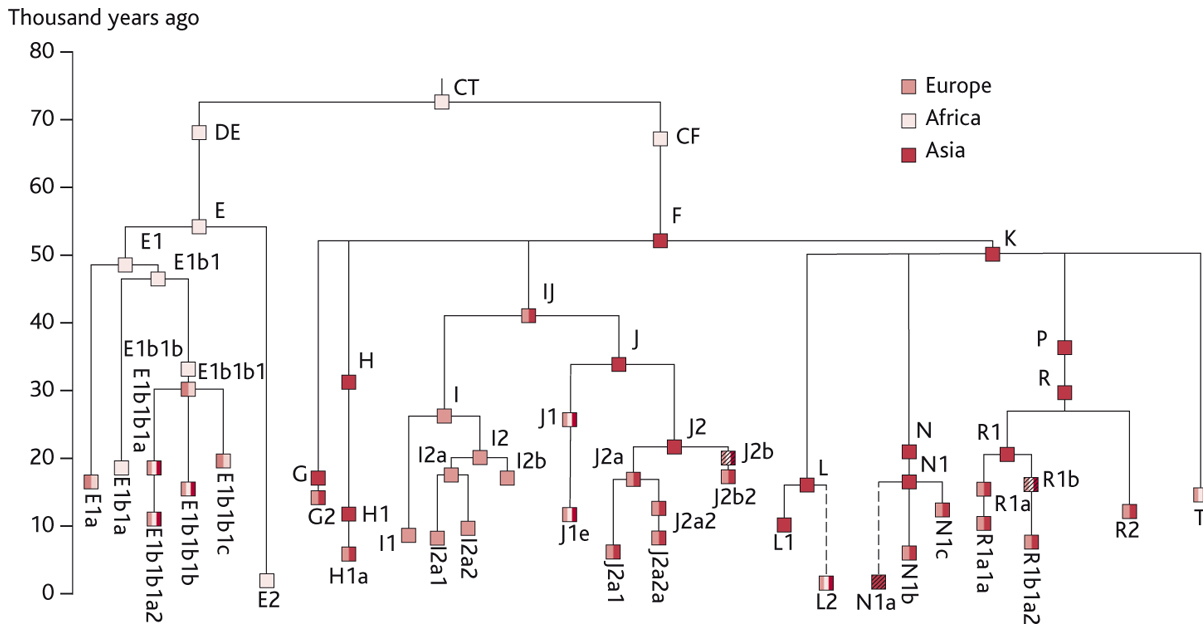 Thousand years ago
80
70
60
50
40
30
20
10
0
Europe
Africa
Asia
CT
DE
CF
E
F
E1
K
E1b1
IJ
J
E1b1b
P
H
E1b1b1
R
E1b1b1a
I
J1
J2
N
R1
I2
I2a
I2b
J2a
J2b
L
N1
G
R1b
E1a
E1b1a
E1b1b1b
E1b1b1c
J2b2
R1a
G2
H1
J2a2
T
E1b1b1a2
I1
I2a1
I2a2
J1e
L1
N1c
R1a1a
R2
H1a
J2a1
J2a2a
N1b
R1b1a2
E2
L2
N1a